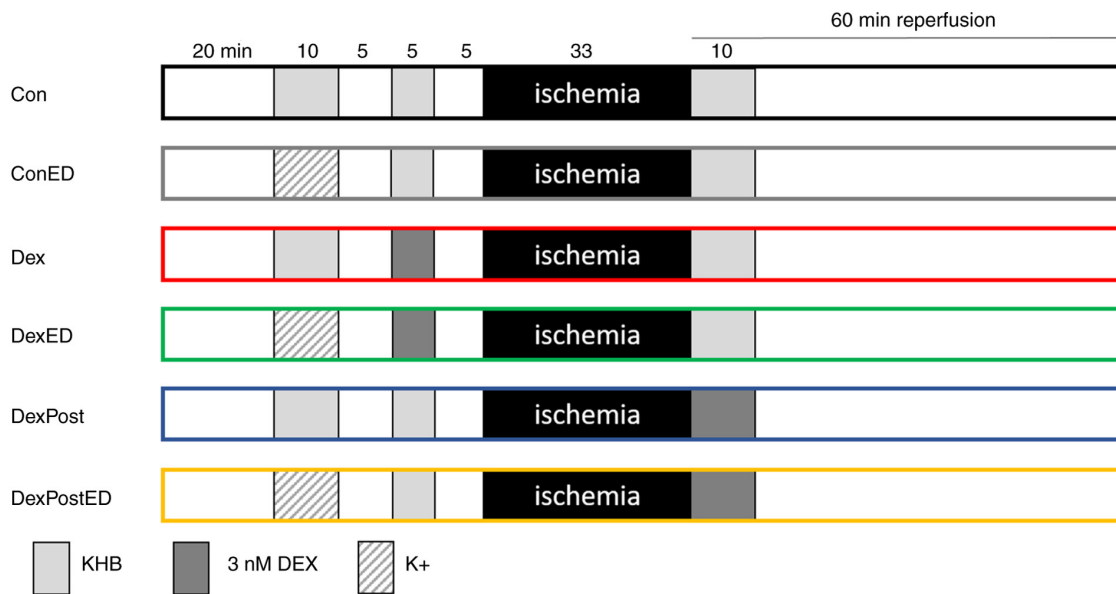 60 min reperfusion
20 min 10 5 5 5 33 10
Con ischemia
ConED ischemia
Dex ischemia
DexED ischemia
DexPost ischemia
DexPostED ischemia
KHB 3 nM DEX K+